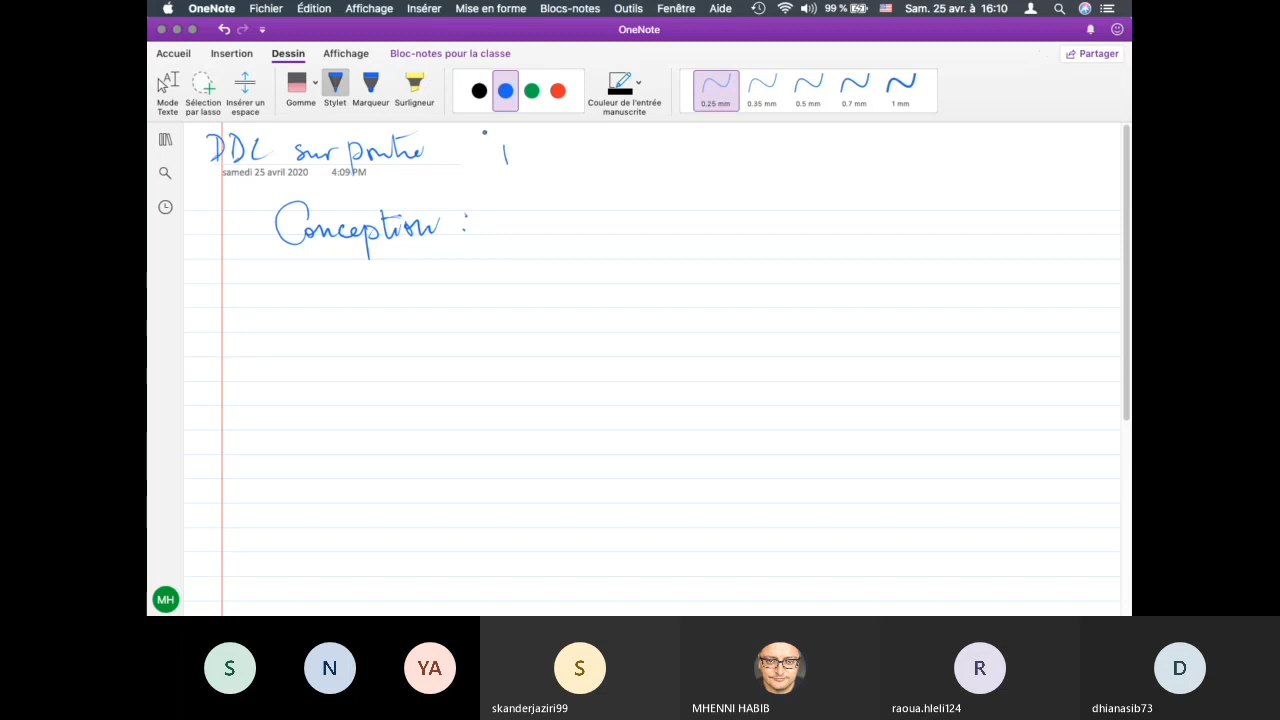 OneNote Fichier Édition Affichage Insérer Mise en forme Blocs-notes Outils Fenêtre Aide 99 % Sam. 25 avr. à 16:10
OneNote
Accueil Insertion Dessin Affichage Bloc-notes pour la classe Partager
Mode Texte
Sélection par lasso
Insérer un espace
Gomme
Stylet
Marqueur
Surligneur
Couleur de l'entrée manuscrite
0.25 mm 0.35 mm 0.5 mm 0.7 mm 1 mm
DDL sur poutre
samedi 25 avril 2020 4:09 PM
Conception :
MH
S N YA S R D
skanderjaziri99 MHENNI HABIB raoua.hleli124 dhianasib73